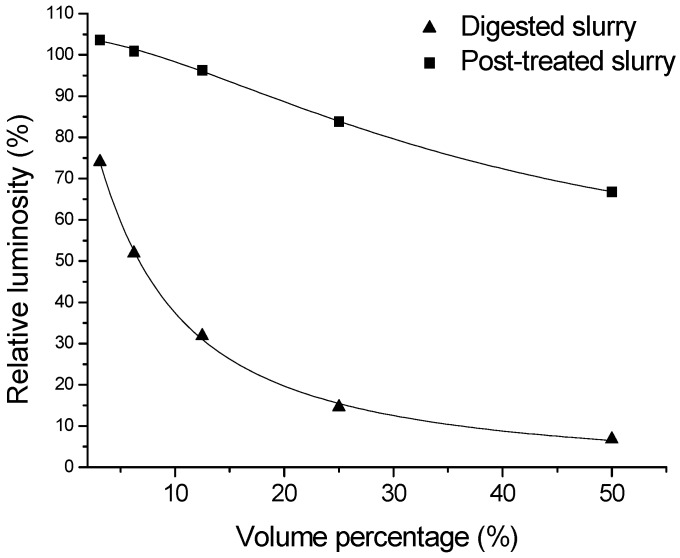 Digested slurry
Post-treated slurry
110
100
90
80
70
60
50
40
30
20
10
0
Relative luminosity (%)
10 20 30 40 50
Volume percentage (%)